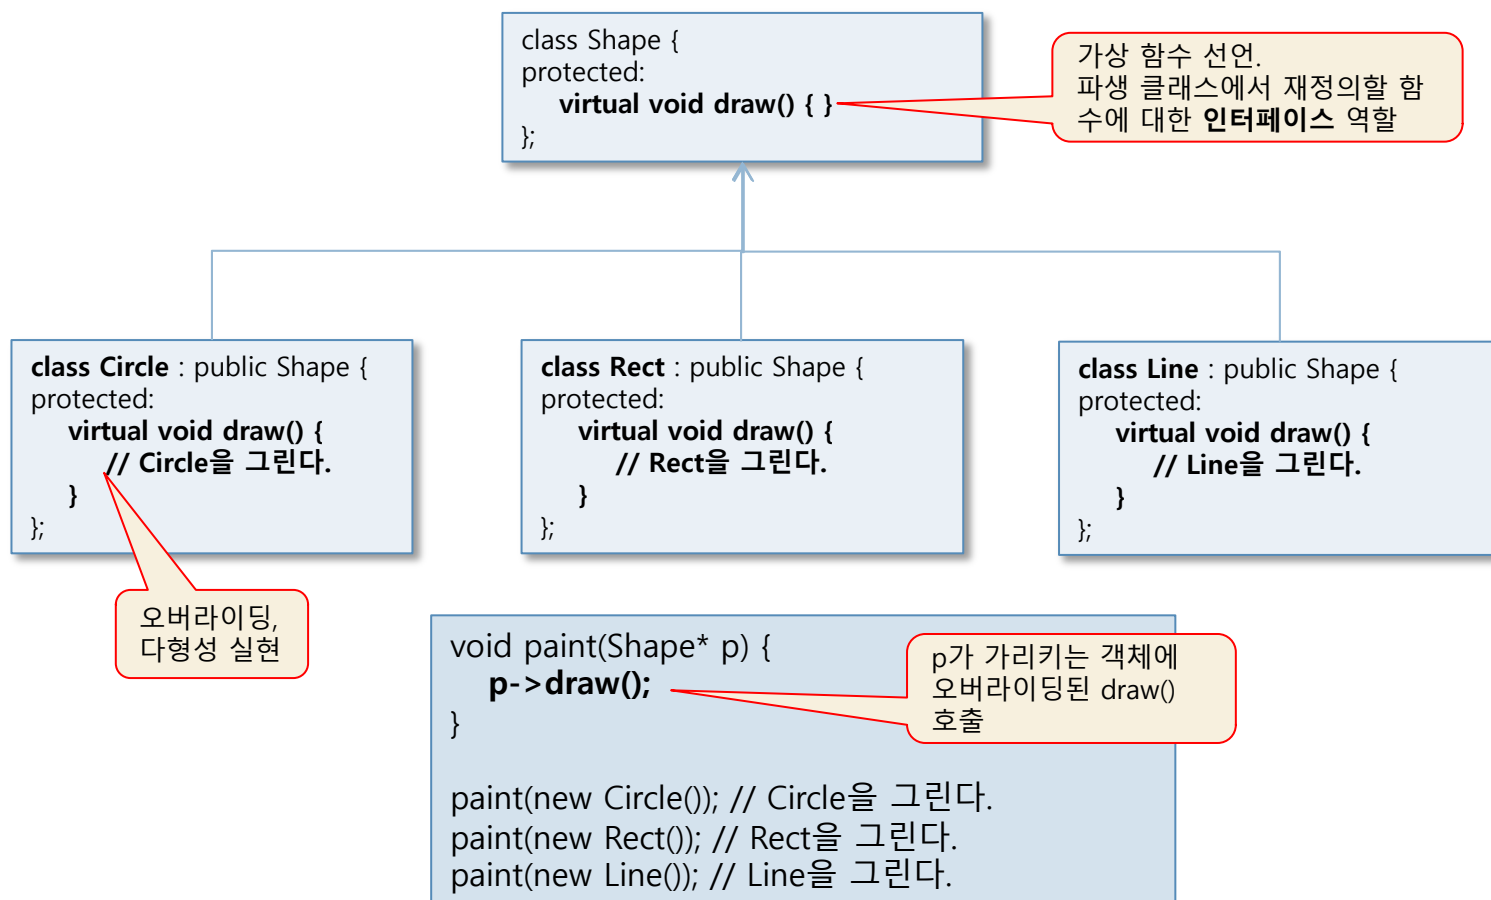 class Shape {
protected:
virtual void draw() { }
};
가상 함수 선언.
파생 클래스에서 재정의할 함
수에 대한 인터페이스 역할
class Circle : public Shape {
protected:
virtual void draw() {
// Circle을 그린다.
}
};
class Rect : public Shape {
protected:
virtual void draw() {
// Rect을 그린다.
}
};
class Line : public Shape {
protected:
virtual void draw() {
// Line을 그린다.
}
};
오버라이딩,
다형성 실현
void paint(Shape* p) {
p->draw();
}
p가 가리키는 객체에
오버라이딩된 draw()
호출
paint(new Circle()); // Circle을 그린다.
paint(new Rect()); // Rect을 그린다.
paint(new Line()); // Line을 그린다.